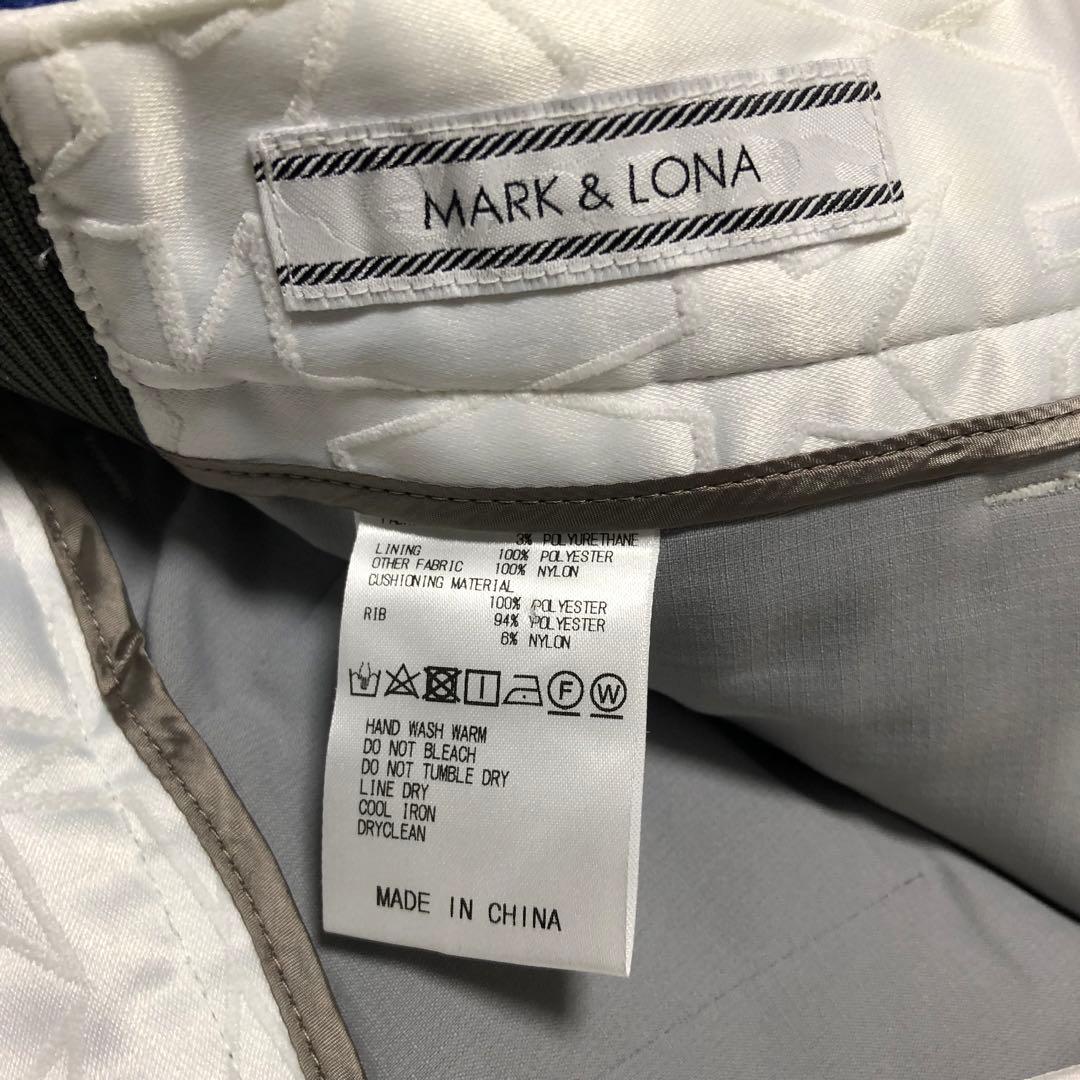 MARK & LONA
3% POLYURETHANE
LINING 100% POLYESTER
OTHER FABRIC 100% NYLON
CUSHIONING MATERIAL
100% POLYESTER
RIB 94% POLYESTER
6% NYLON
F W
HAND WASH WARM
DO NOT BLEACH
DO NOT TUMBLE DRY
LINE DRY
COOL IRON
DRYCLEAN
MADE IN CHINA